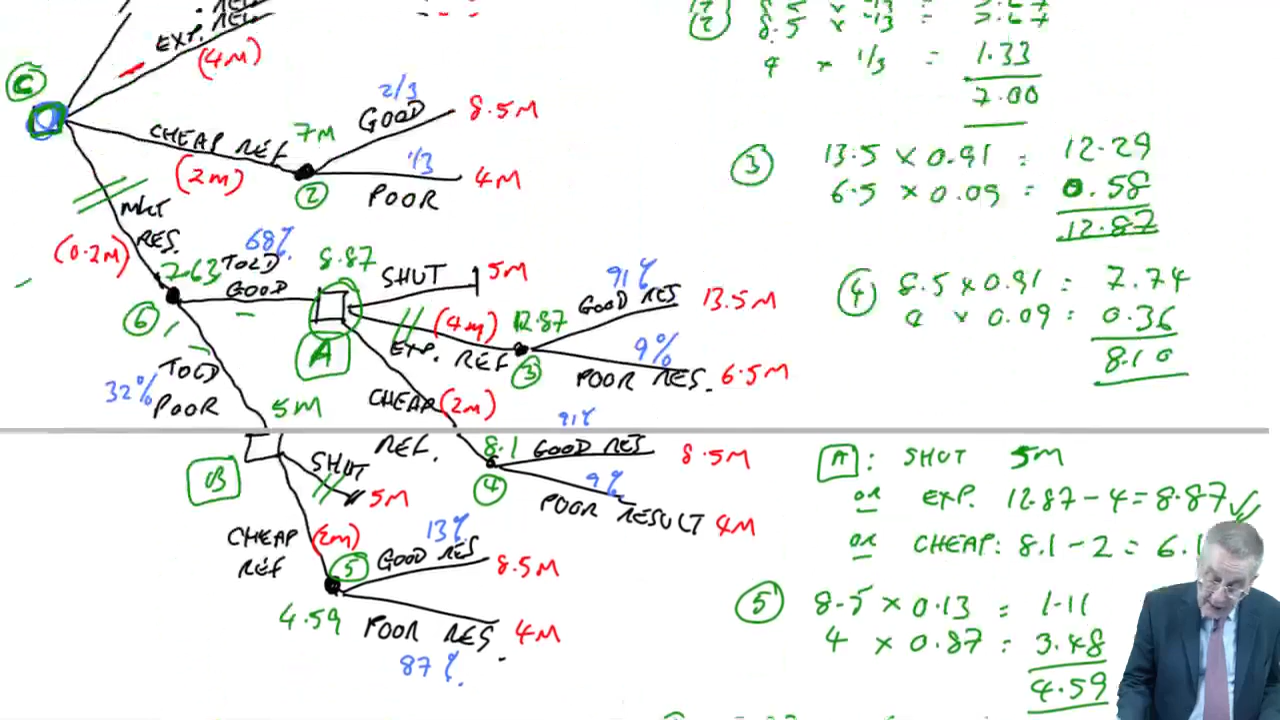 EXP. REF.
(4M)
C
CHEAP REF
(2M)
7M
2
2/3
GOOD
8.5M
1/3
POOR
4M
MKT
RES.
(0.2M)
7.63
6
68%
TOLD
GOOD
8.87
A
SHUT
5M
EXP. REF
(4M)
12.87
3
91%
GOOD RES
13.5M
9%
POOR RES.
6.5M
CHEAP
REF.
(2M)
8.1
4
91%
GOOD RES
8.5M
9%
POOR RESULT
4M
32%
TOLD
POOR
5M
B
SHUT
5M
CHEAP
REF
(2M)
5
4.59
13%
GOOD RES
8.5M
POOR RES.
4M
87%.
2
8.5 x
4 x 1/3 = 1.33
7.00
3
13.5 x 0.91 = 12.29
6.5 x 0.09 = 0.58
12.87
4
8.5 x 0.91 = 7.74
4 x 0.09 = 0.36
8.10
A : SHUT 5M
or EXP. 12.87 - 4 = 8.87 ✓
or CHEAP: 8.1 - 2 = 6.1
5
8.5 x 0.13 = 1.11
4 x 0.87 = 3.48
4.59